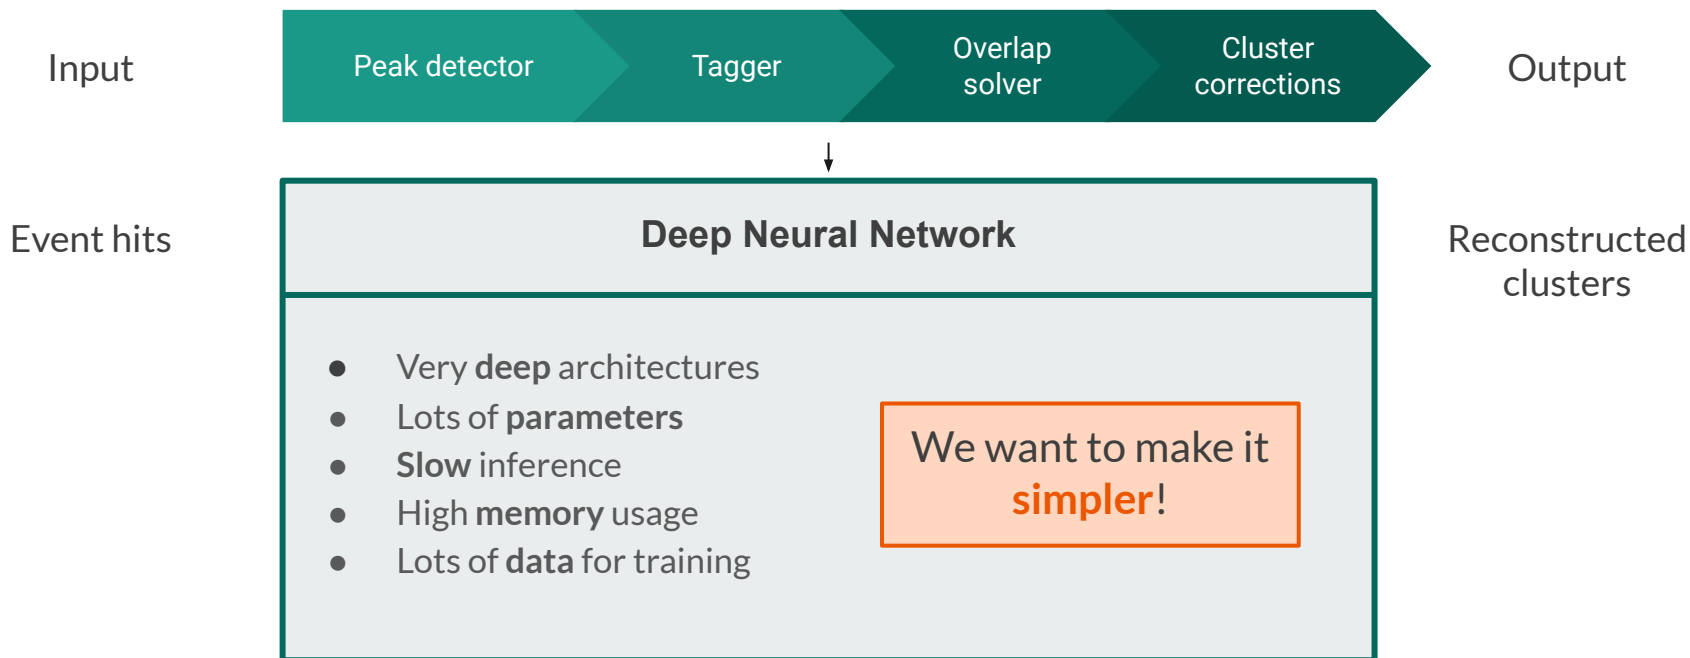 Input
Peak detector
Tagger
Overlap
solver
Cluster
corrections
Output
Event hits
Deep Neural Network
Reconstructed
clusters
● Very deep architectures
● Lots of parameters
● Slow inference
● High memory usage
● Lots of data for training
We want to make it
simpler!